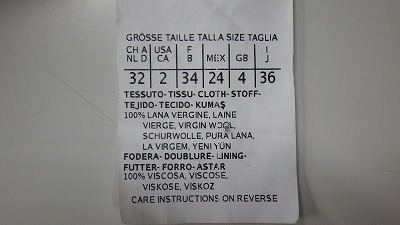 GRÖSSE TAILLE TALLA SIZE TAGLIA
CH A USA F I
NL D CA B MEX GB J
32 2 34 24 4 36
TESSUTO- TISSU- CLOTH- STOFF-
TEJIDO- TECIDO- KUMAŞ
100% LANA VERGINE, LAINE
VIERGE, VIRGIN WOOL,
SCHURWOLLE, PURA LANA,
LA VIRGEM, YENI YÜN
FODERA- DOUBLURE- LINING-
FUTTER- FORRO- ASTAR
100% VISCOSA, VISCOSE,
VISKOSE, VİSKOZ
CARE INSTRUCTIONS ON REVERSE